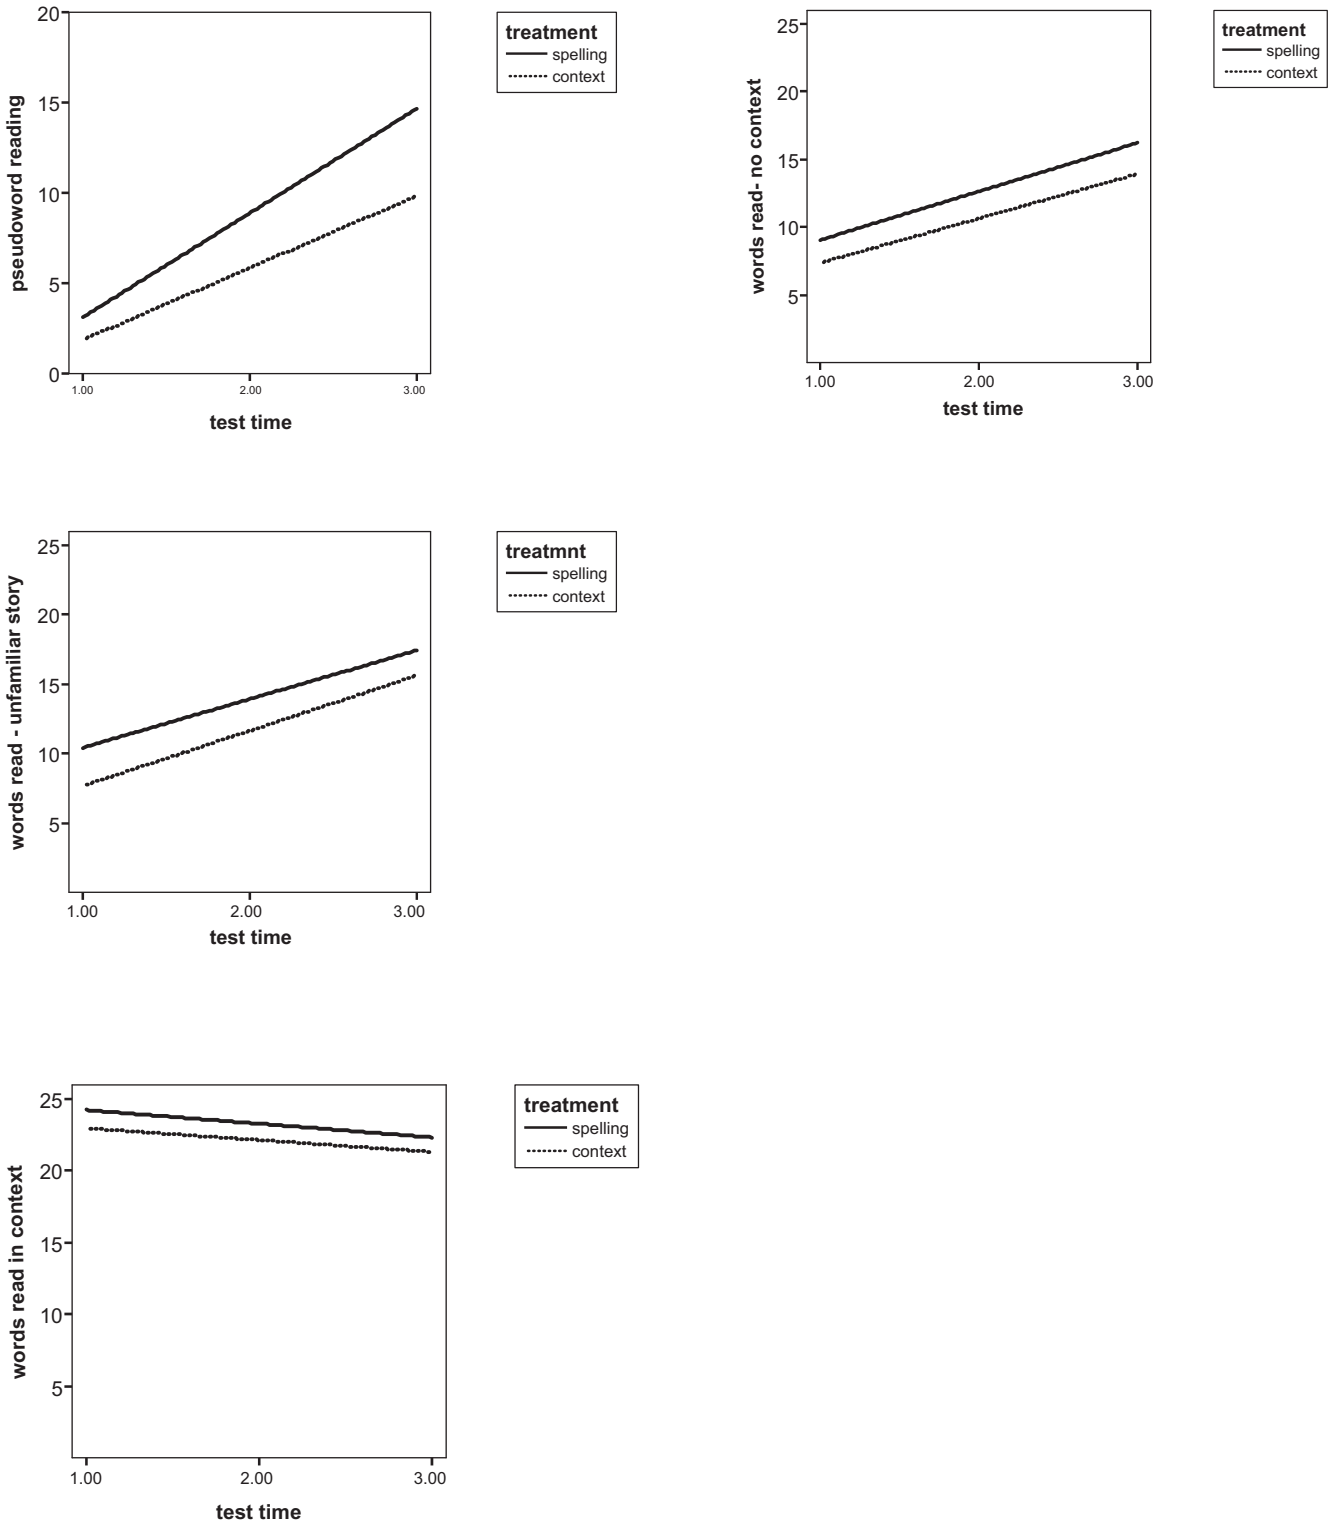 20
15
10
5
0
pseudoword reading
1.00 2.00 3.00
test time
treatment
spelling
context
25
20
15
10
5
words read- no context
1.00 2.00 3.00
test time
treatment
spelling
context
25
20
15
10
5
words read - unfamiliar story
1.00 2.00 3.00
test time
treatmnt
spelling
context
25
20
15
10
5
words read in context
1.00 2.00 3.00
test time
treatment
spelling
context